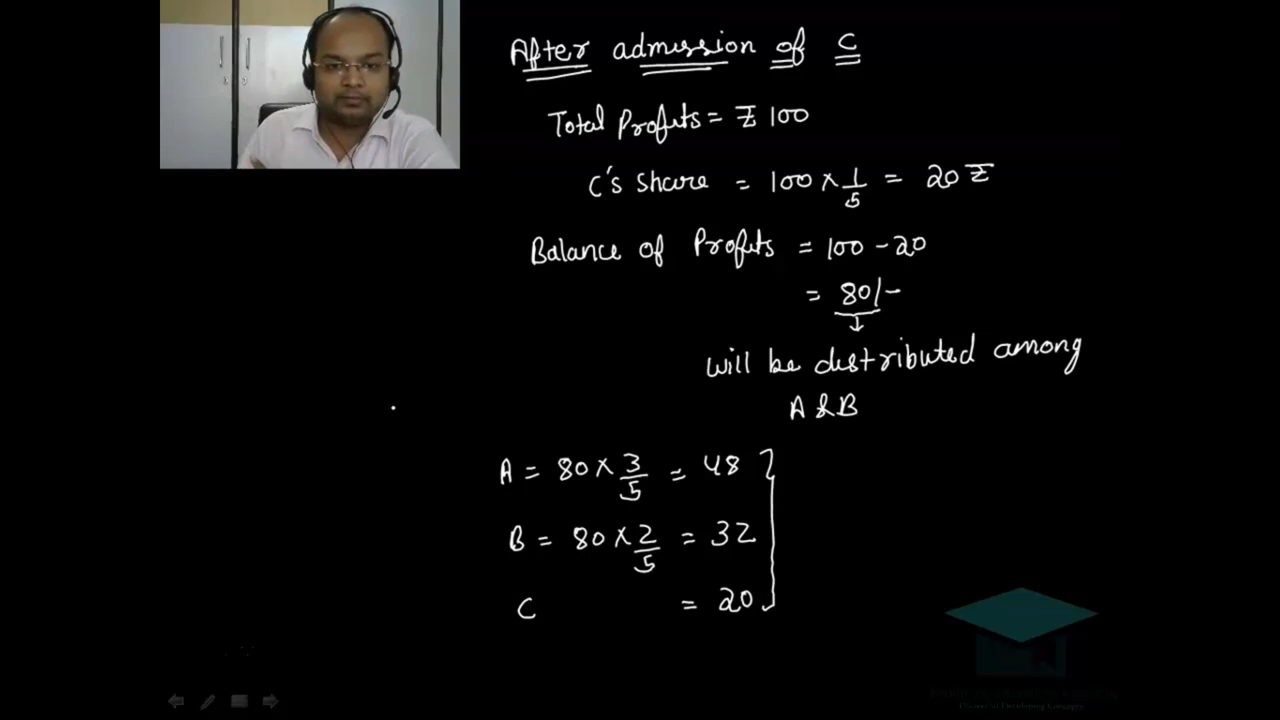 After admission of C
Total Profits = ₹ 100
C's share = 100 × 1/5 = 20 ₹
Balance of Profits = 100 - 20
= 80/-
will be distributed among
A & B
A = 80 × 3/5 = 48
B = 80 × 2/5 = 32
C = 20